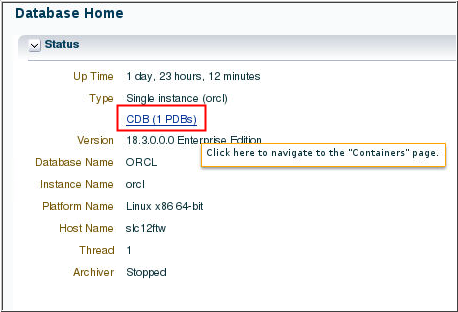 Database Home
Status
Up Time 1 day, 23 hours, 12 minutes
Type Single instance (orcl)
CDB (1 PDBs)
Version 18.3.0.0.0 Enterprise Edition
Click here to navigate to the "Containers" page.
Database Name ORCL
Instance Name orcl
Platform Name Linux x86 64-bit
Host Name slc12ftw
Thread 1
Archiver Stopped